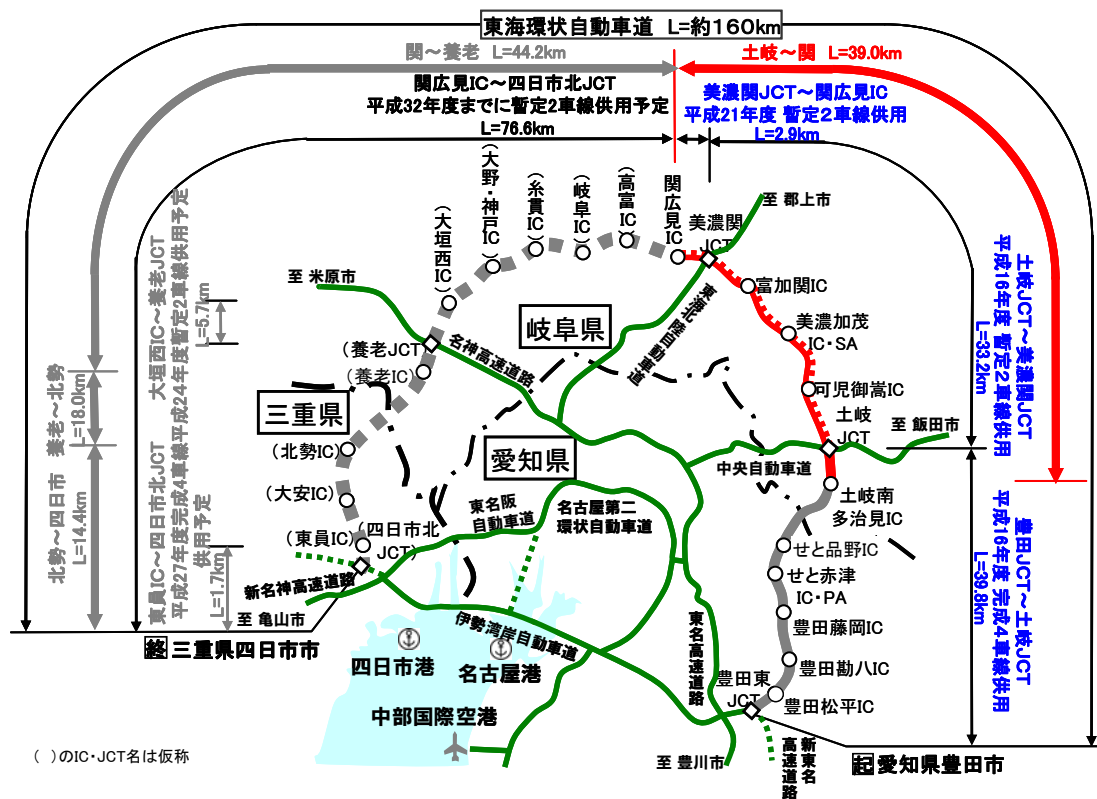 東海環状自動車道 L=約160km
関～養老 L=44.2km
土岐～関 L=39.0km
関広見IC～四日市北JCT
平成32年度までに暫定2車線供用予定
L=76.6km
美濃関JCT～関広見IC
平成21年度 暫定2車線供用
L=2.9km
(大垣西IC)
(大野・神戸IC)
(糸貫IC)
(岐阜IC)
(高富IC)
関広見IC
美濃関
JCT
至 郡上市
富加関IC
美濃加茂
IC・SA
可児御嵩IC
土岐
JCT
至 飯田市
中央自動車道
土岐南
多治見IC
せと品野IC
せと赤津
IC・PA
豊田藤岡IC
豊田勘八IC
豊田松平IC
豊田東
JCT
至 米原市
名神高速道路
東海北陸自動車道
岐阜県
三重県
愛知県
(養老JCT)
(養老IC)
(北勢IC)
(大安IC)
(東員IC)
(四日市北
JCT)
東名阪
自動車道
名古屋第二
環状自動車道
新名神高速道路
至 亀山市
伊勢湾岸自動車道
東名高速道路
四日市港
名古屋港
中部国際空港
至 豊川市
新東名
高速道路
終 三重県四日市市
起 愛知県豊田市
大垣西IC～養老JCT
平成24年度暫定2車線供用予定
L=5.7km
養老～北勢
L=18.0km
北勢～四日市
L=14.4km
東員IC～四日市北JCT
平成27年度完成4車線
供用予定
L=1.7km
土岐JCT～美濃関JCT
平成16年度 暫定2車線供用
L=33.2km
豊田JCT～土岐JCT
平成16年度 完成4車線供用
L=39.8km
( )のIC・JCT名は仮称